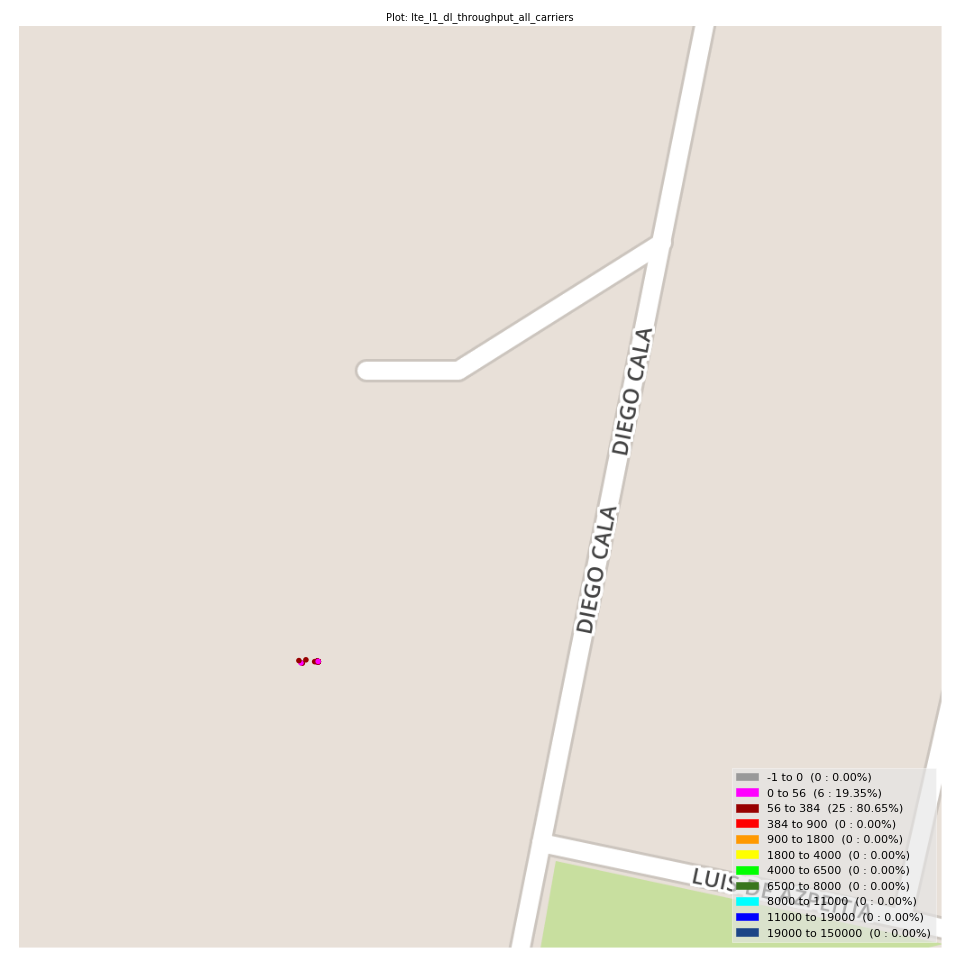 Plot: lte_l1_dl_throughput_all_carriers
DIEGO CALA
DIEGO CALA
LUIS DE AZPEITIA
-1 to 0 (0 : 0.00%)
0 to 56 (6 : 19.35%)
56 to 384 (25 : 80.65%)
384 to 900 (0 : 0.00%)
900 to 1800 (0 : 0.00%)
1800 to 4000 (0 : 0.00%)
4000 to 6500 (0 : 0.00%)
6500 to 8000 (0 : 0.00%)
8000 to 11000 (0 : 0.00%)
11000 to 19000 (0 : 0.00%)
19000 to 150000 (0 : 0.00%)